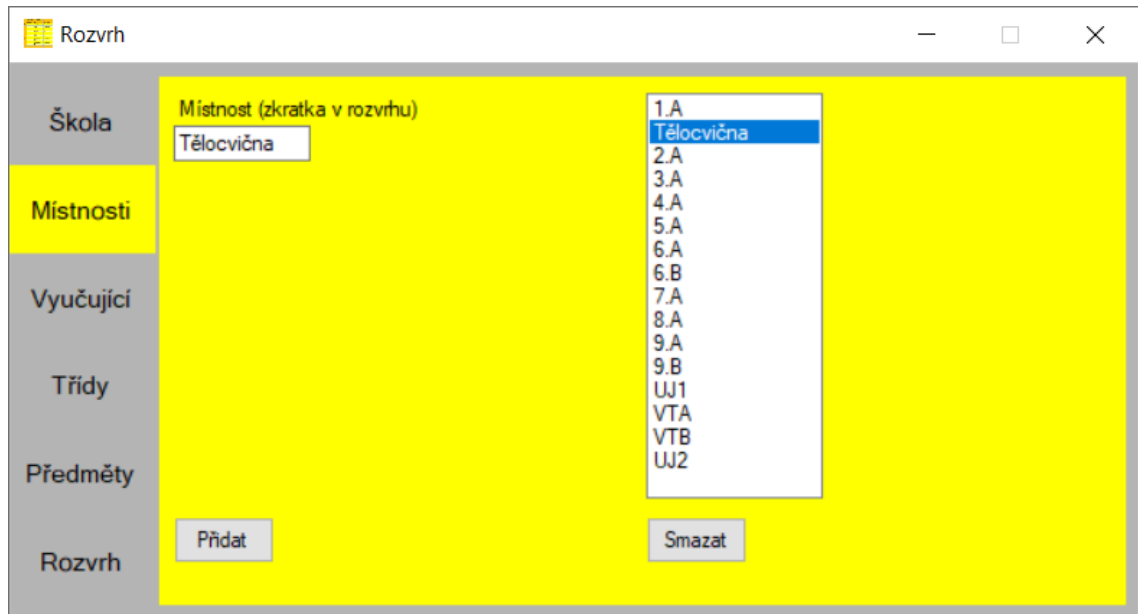 Rozvrh
Škola
Místnosti
Vyučující
Třídy
Předměty
Rozvrh
Místnost (zkratka v rozvrhu)
Tělocvična
Přidat
1.A
Tělocvična
2.A
3.A
4.A
5.A
6.A
6.B
7.A
8.A
9.A
9.B
UJ1
VTA
VTB
UJ2
Smazat